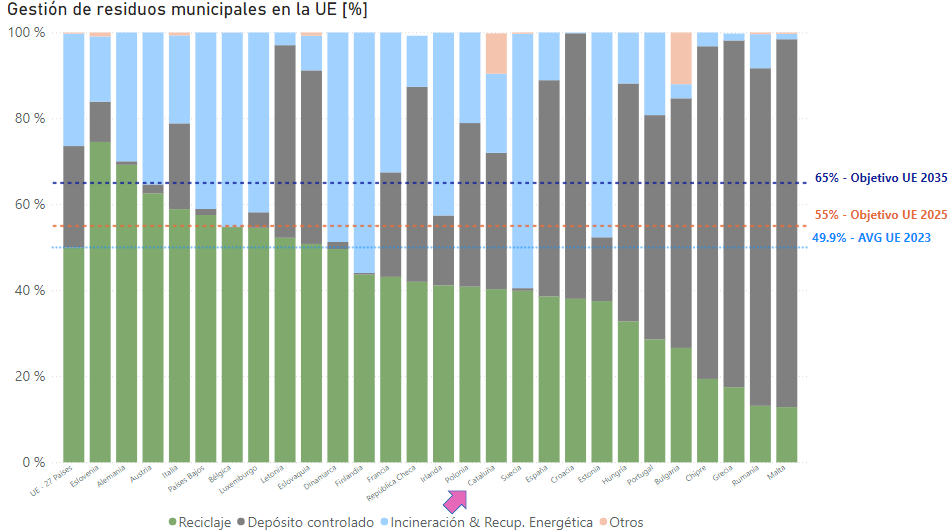 Gestión de residuos municipales en la UE [%]
100 %
80 %
60 %
40 %
20 %
0 %
65% - Objetivo UE 2035
55% - Objetivo UE 2025
49.9% - AVG UE 2023
UE - 27 Países
Eslovenia
Alemania
Austria
Italia
Países Bajos
Bélgica
Luxemburgo
Letonia
Eslovaquia
Dinamarca
Finlandia
Francia
República Checa
Irlanda
Polonia
Cataluña
Suecia
España
Croacia
Estonia
Hungría
Portugal
Bulgaria
Chipre
Grecia
Rumanía
Malta
Reciclaje
Depósito controlado
Incineración & Recup. Energética
Otros